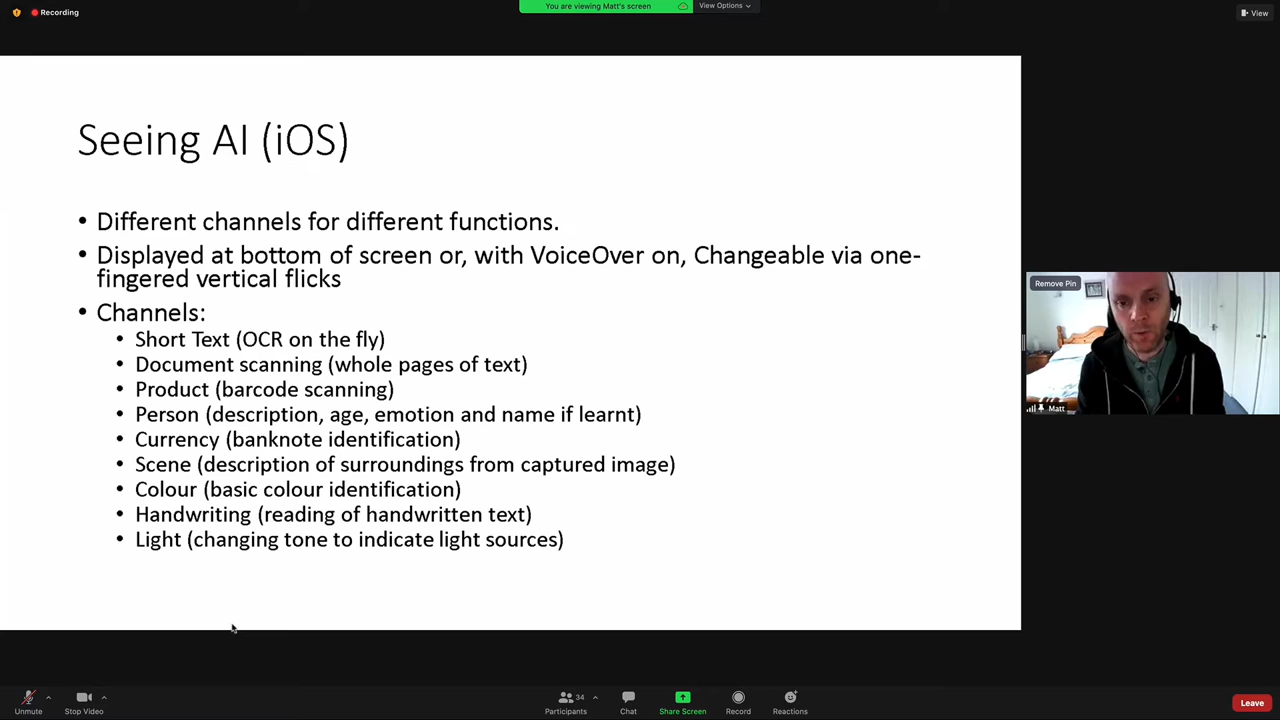 Recording
You are viewing Matt's screen
View Options
View
Seeing AI (iOS)
• Different channels for different functions.
• Displayed at bottom of screen or, with VoiceOver on, Changeable via one-
fingered vertical flicks
• Channels:
• Short Text (OCR on the fly)
• Document scanning (whole pages of text)
• Product (barcode scanning)
• Person (description, age, emotion and name if learnt)
• Currency (banknote identification)
• Scene (description of surroundings from captured image)
• Colour (basic colour identification)
• Handwriting (reading of handwritten text)
• Light (changing tone to indicate light sources)
Remove Pin
Matt
Unmute
Stop Video
34
Participants
Chat
Share Screen
Record
Reactions
Leave